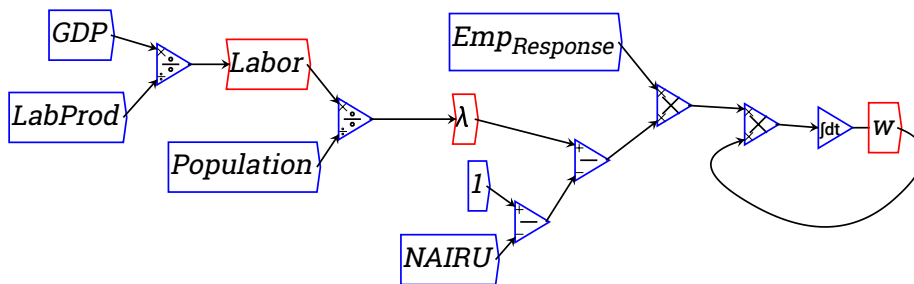 GDP
LabProd
÷
Labor
Population
÷
λ
1
NAIRU
−
−
Emp_Response
×
×
∫dt
w